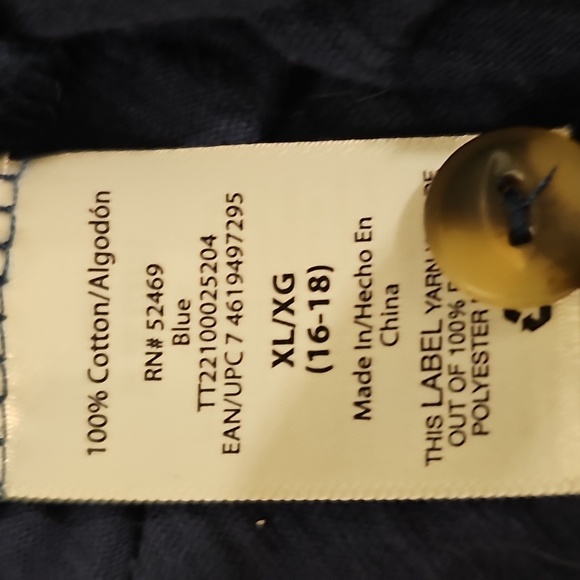 100% Cotton/Algodón
RN# 52469
Blue
TT22100025204
EAN/UPC 7 4619497295
XL/XG
(16-18)
Made In/Hecho En
China
THIS LABEL YARN
OUT OF 100%
POLYESTER